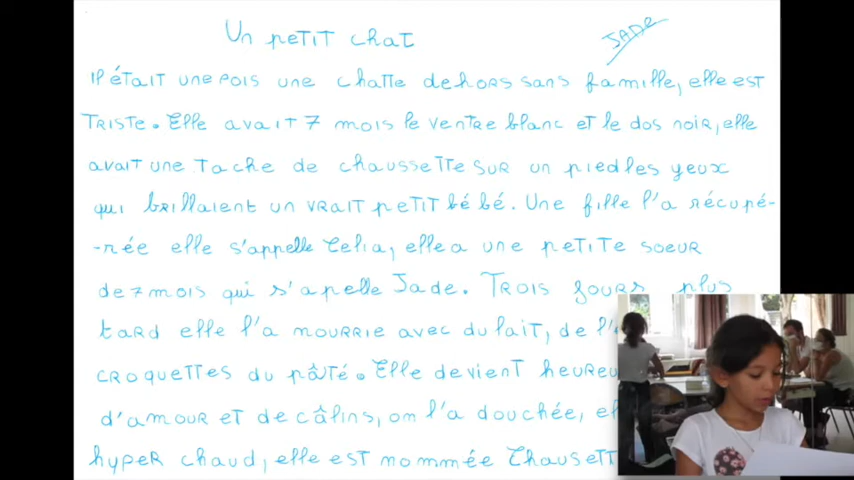 Un petit chat
JADE
Il était une fois une chatte dehors sans famille, elle est
triste. Elle avait 7 mois le ventre blanc et le dos noir, elle
avait une tache de chaussette sur un pied les yeux
qui brillaient un vrait petit bé bé. Une fille l'a récupé-
-rée elle s'appelle Celia, elle a une petite soeur
de 7 mois qui s'apelle Jade. Trois jours plus
tard elle l'a nourrie avec du lait, de
croquettes du pâté. Elle devient
d'amour et de câlins, on l'a douchée,
hyper chaud, elle est nommée